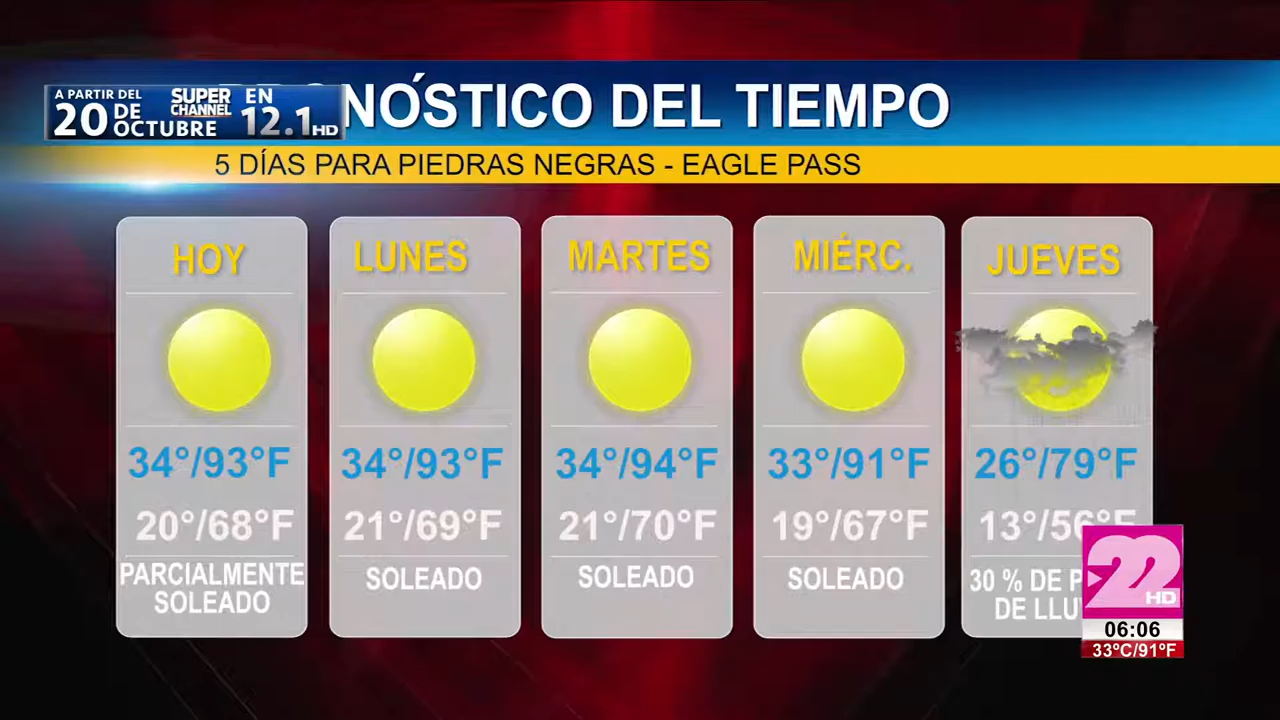 A PARTIR DEL
20 DE OCTUBRE
SUPER CHANNEL
EN 12.1 HD
NÓSTICO DEL TIEMPO
5 DÍAS PARA PIEDRAS NEGRAS - EAGLE PASS
HOY
34°/93°F
20°/68°F
PARCIALMENTE
SOLEADO
LUNES
34°/93°F
21°/69°F
SOLEADO
MARTES
34°/94°F
21°/70°F
SOLEADO
MIÉRC.
33°/91°F
19°/67°F
SOLEADO
JUEVES
26°/79°F
13°/56°F
30 % DE
DE
22
HD
06:06
33°C/91°F